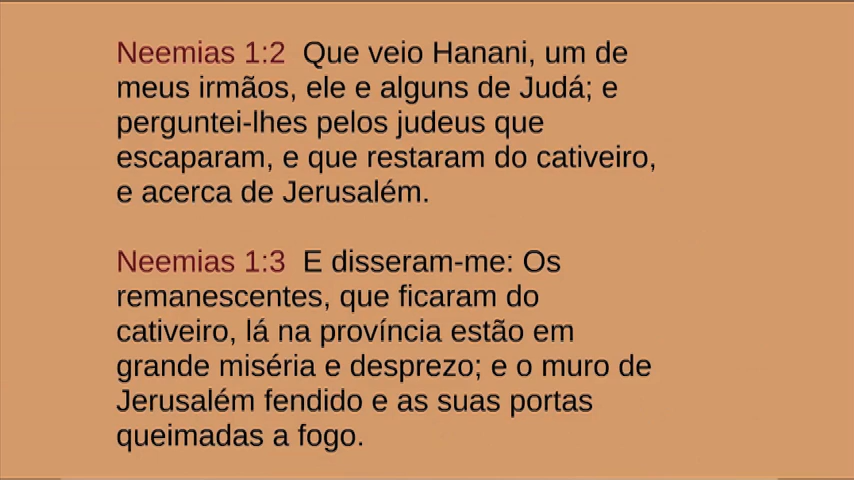 Neemias 1:2 Que veio Hanani, um de
meus irmãos, ele e alguns de Judá; e
perguntei-lhes pelos judeus que
escaparam, e que restaram do cativeiro,
e acerca de Jerusalém.
Neemias 1:3 E disseram-me: Os
remanescentes, que ficaram do
cativeiro, lá na província estão em
grande miséria e desprezo; e o muro de
Jerusalém fendido e as suas portas
queimadas a fogo.